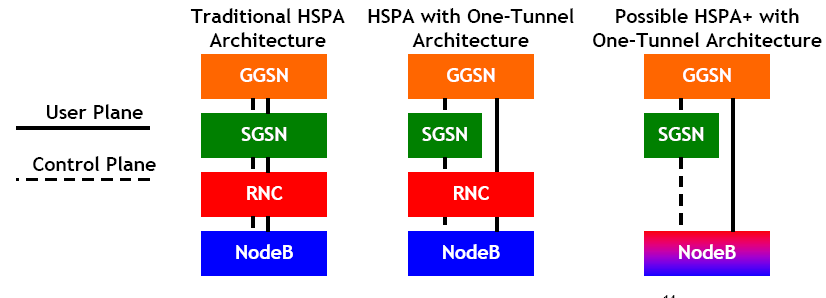 Traditional HSPA
Architecture
HSPA with One-Tunnel
Architecture
Possible HSPA+ with
One-Tunnel Architecture
User Plane
Control Plane
GGSN
SGSN
RNC
NodeB
GGSN
SGSN
RNC
NodeB
GGSN
SGSN
NodeB